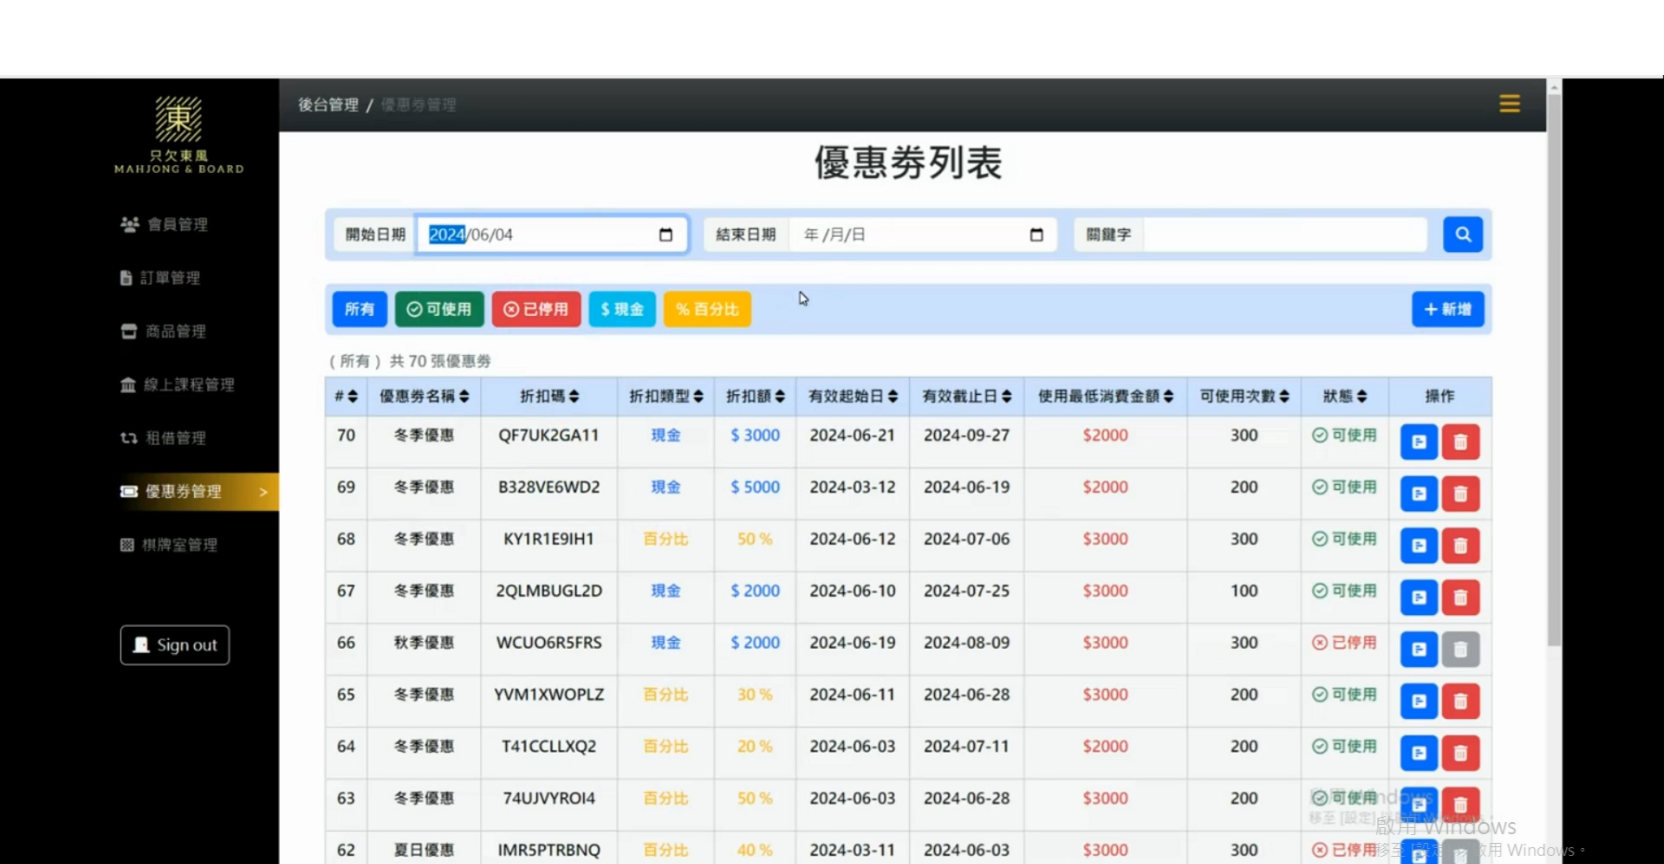 東
只欠東風
MAHJONG & BOARD
會員管理
訂單管理
商品管理
線上課程管理
租借管理
優惠券管理 >
棋牌室管理
Sign out
後台管理 / 優惠券管理
優惠券列表
開始日期 2024/06/04 結束日期 年 /月/日 關鍵字
所有 可使用 已停用 $ 現金 % 百分比 + 新增
( 所有 ) 共 70 張優惠券
# 優惠券名稱 折扣碼 折扣類型 折扣額 有效起始日 有效截止日 使用最低消費金額 可使用次數 狀態 操作
70 冬季優惠 QF7UK2GA11 現金 $ 3000 2024-06-21 2024-09-27 $2000 300 可使用
69 冬季優惠 B328VE6WD2 現金 $ 5000 2024-03-12 2024-06-19 $2000 200 可使用
68 冬季優惠 KY1R1E9IH1 百分比 50 % 2024-06-12 2024-07-06 $3000 300 可使用
67 冬季優惠 2QLMBUGL2D 現金 $ 2000 2024-06-10 2024-07-25 $3000 100 可使用
66 秋季優惠 WCUO6R5FRS 現金 $ 2000 2024-06-19 2024-08-09 $3000 300 已停用
65 冬季優惠 YVM1XWOPLZ 百分比 30 % 2024-06-11 2024-06-28 $3000 200 可使用
64 冬季優惠 T41CCLLXQ2 百分比 20 % 2024-06-03 2024-07-11 $2000 200 可使用
63 冬季優惠 74UJVYROI4 百分比 50 % 2024-06-03 2024-06-28 $3000 200 可使用
62 夏日優惠 IMR5PTRBNQ 百分比 40 % 2024-03-11 2024-06-03 $3000 300 已停用
啟用 Windows
移至 [設定] 以啟用 Windows。